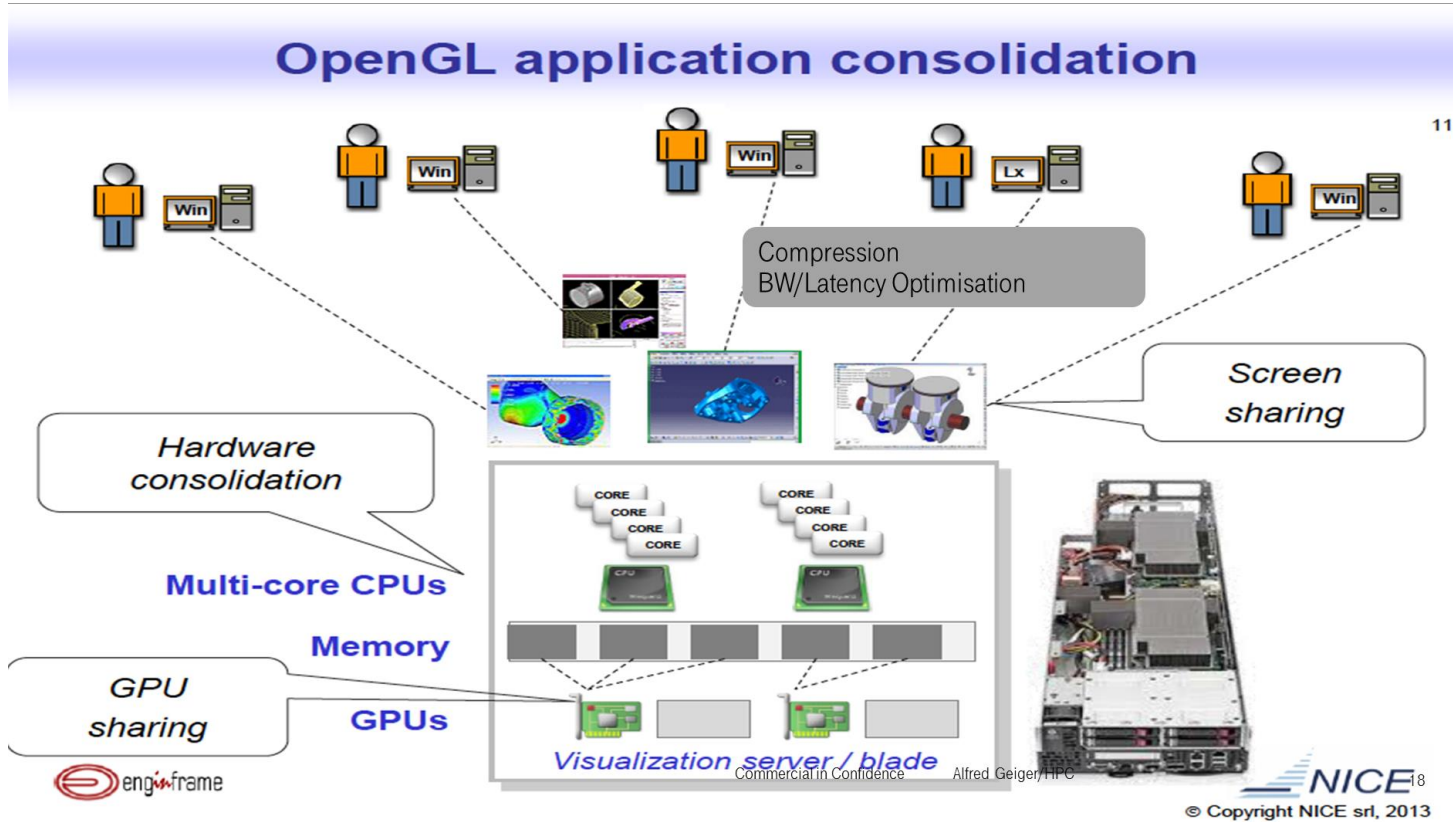 OpenGL application consolidation
11
Win
Win
Win
Lx
Win
Compression
BW/Latency Optimisation
Screen
sharing
Hardware
consolidation
CORE
CORE
CORE
CORE
CORE
CORE
CORE
CORE
CPU
CPU
Multi-core CPUs
Memory
GPU
sharing
GPUs
Visualization server / blade
Commercial in Confidence
Alfred Geiger/HPC
enginframe
NICE
18
© Copyright NICE srl, 2013